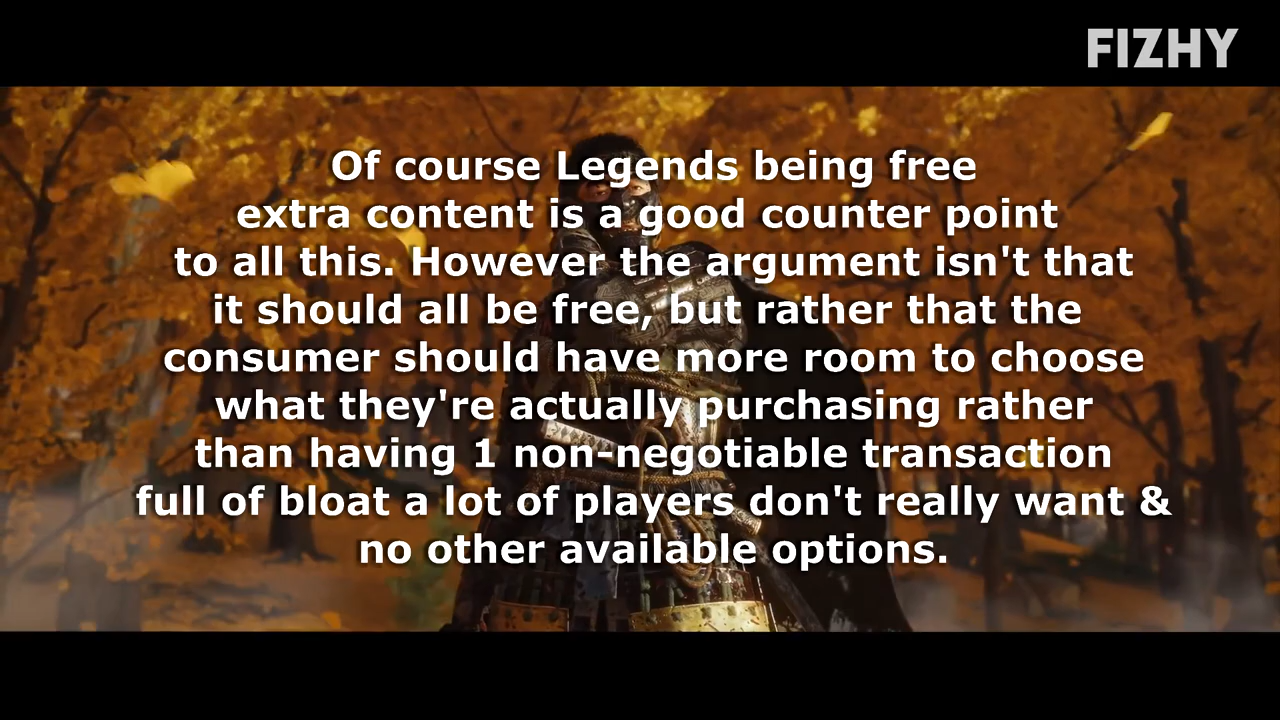 FIZHY
Of course Legends being free
extra content is a good counter point
to all this. However the argument isn't that
it should all be free, but rather that the
consumer should have more room to choose
what they're actually purchasing rather
than having 1 non-negotiable transaction
full of bloat a lot of players don't really want &
no other available options.